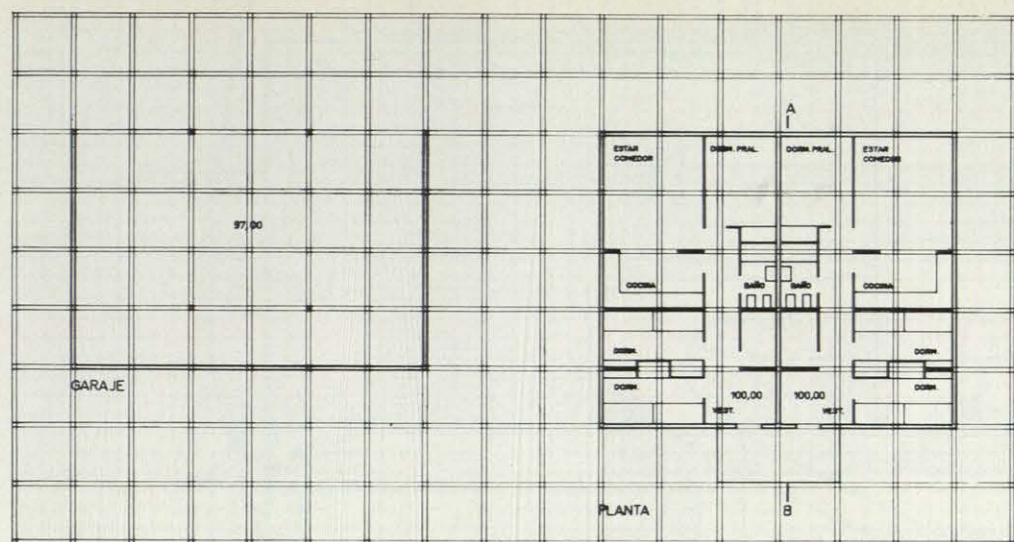 A
ESTAR
COMEDOR
DORM. PRAL.
DORM. PRAL.
ESTAR
COMEDOR
97,00
COCINA
BAÑO
BAÑO
COCINA
DORM.
DORM.
GARAJE
DORM.
100,00
100,00
DORM.
VEST.
VEST.
PLANTA
B